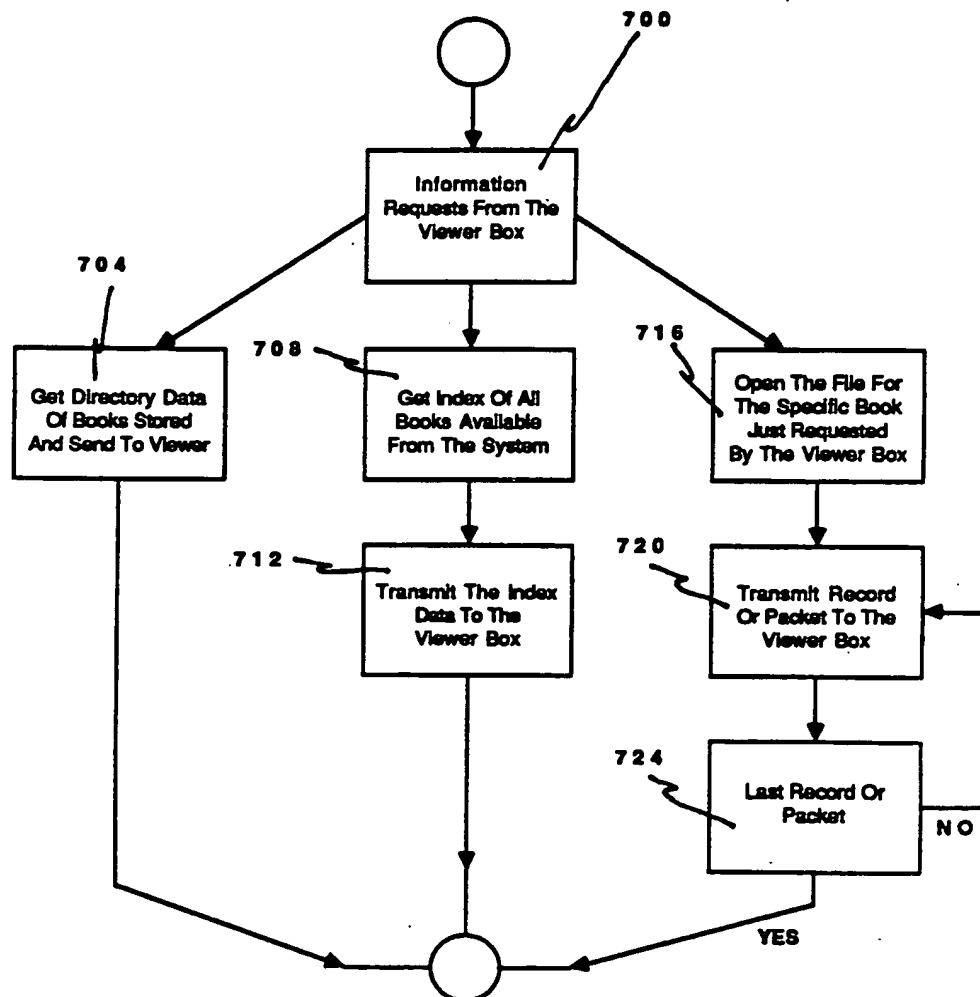 700
Information
Requests From The
Viewer Box
704
Get Directory Data
Of Books Stored
And Send To Viewer
708
Get Index Of All
Books Available
From The System
716
Open The File For
The Specific Book
Just Requested
By The Viewer Box
712
Transmit The Index
Data To The
Viewer Box
720
Transmit Record
Or Packet To The
Viewer Box
724
Last Record Or
Packet
NO
YES